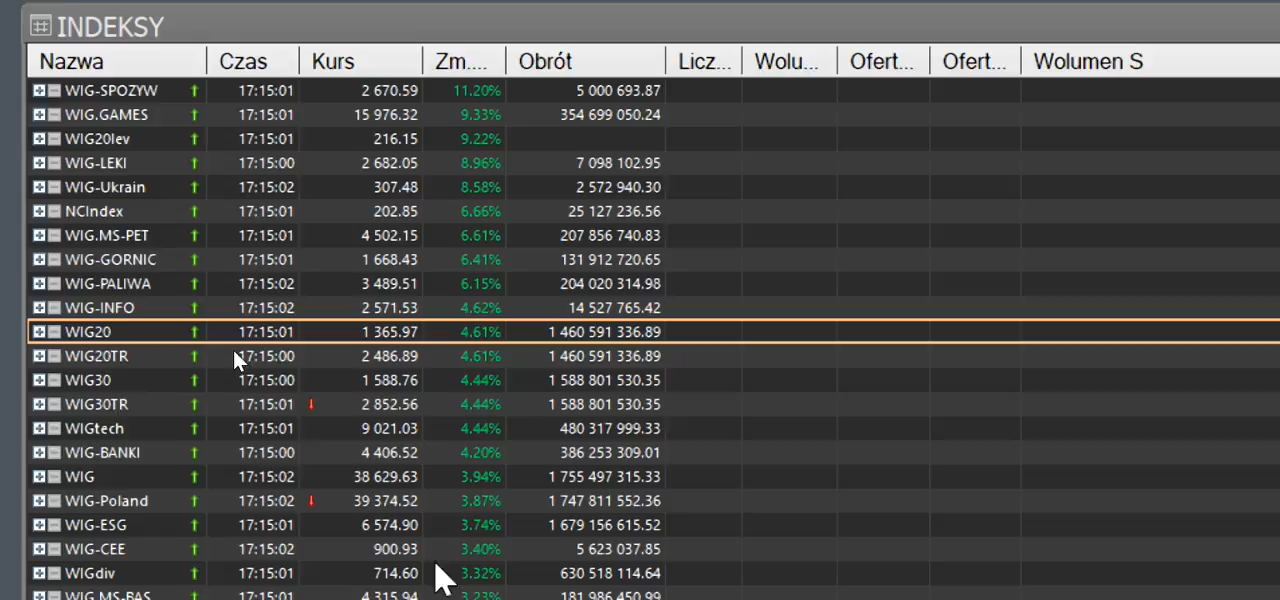 INDEKSY
Nazwa Czas Kurs Zm.... Obrót Licz... Wolu... Ofert... Ofert... Wolumen S
WIG-SPOZYW 17:15:01 2 670.59 11.20% 5 000 693.87
WIG.GAMES 17:15:01 15 976.32 9.33% 354 699 050.24
WIG20lev 17:15:01 216.15 9.22%
WIG-LEKI 17:15:00 2 682.05 8.96% 7 098 102.95
WIG-Ukrain 17:15:02 307.48 8.58% 2 572 940.30
NCIndex 17:15:01 202.85 6.66% 25 127 236.56
WIG.MS-PET 17:15:01 4 502.15 6.61% 207 856 740.83
WIG-GORNIC 17:15:01 1 668.43 6.41% 131 912 720.65
WIG-PALIWA 17:15:02 3 489.51 6.15% 204 020 314.98
WIG-INFO 17:15:02 2 571.53 4.62% 14 527 765.42
WIG20 17:15:01 1 365.97 4.61% 1 460 591 336.89
WIG20TR 17:15:00 2 486.89 4.61% 1 460 591 336.89
WIG30 17:15:00 1 588.76 4.44% 1 588 801 530.35
WIG30TR 17:15:01 2 852.56 4.44% 1 588 801 530.35
WIGtech 17:15:01 9 021.03 4.44% 480 317 999.33
WIG-BANKI 17:15:00 4 406.52 4.20% 386 253 309.01
WIG 17:15:02 38 629.63 3.94% 1 755 497 315.33
WIG-Poland 17:15:02 39 374.52 3.87% 1 747 811 552.36
WIG-ESG 17:15:01 6 574.90 3.74% 1 679 156 615.52
WIG-CEE 17:15:02 900.93 3.40% 5 623 037.85
WIGdiv 17:15:01 714.60 3.32% 630 518 114.64
WIG.MS-BAS 17:15:01 4 315.94 3.23% 181 986 450.99